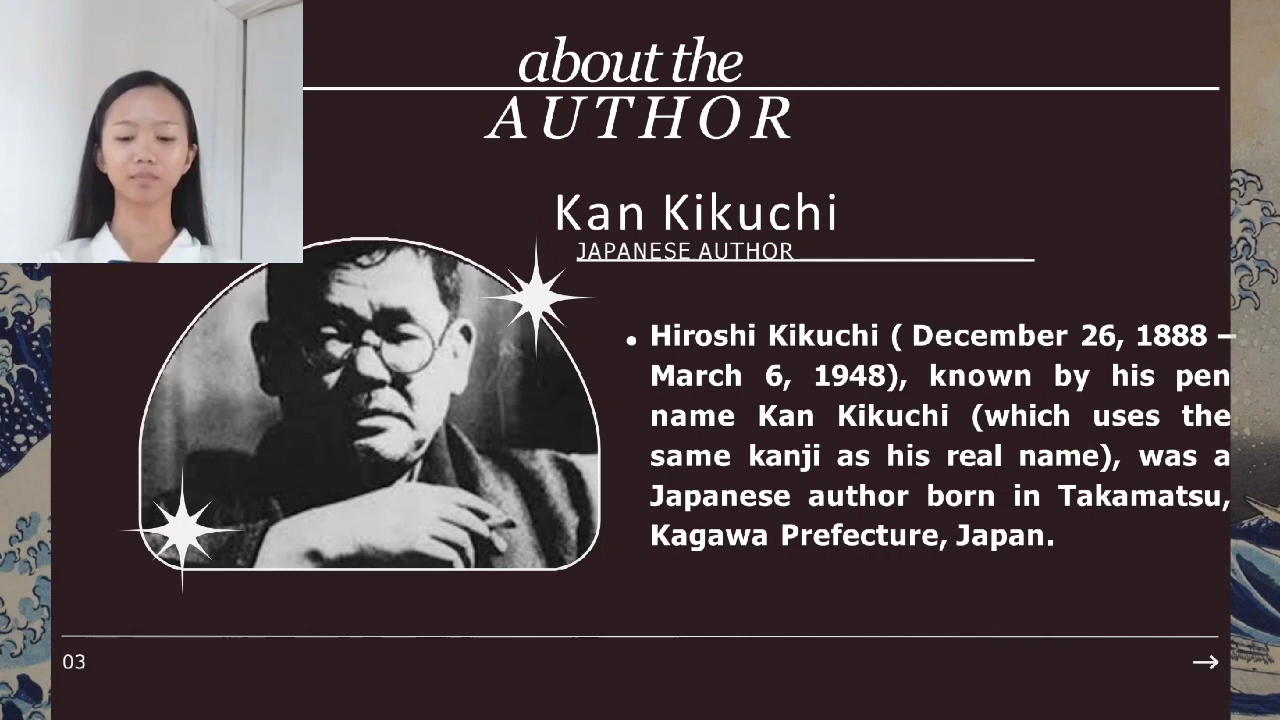 about the
AUTHOR
Kan Kikuchi
JAPANESE AUTHOR
• Hiroshi Kikuchi ( December 26, 1888 –
March 6, 1948), known by his pen
name Kan Kikuchi (which uses the
same kanji as his real name), was a
Japanese author born in Takamatsu,
Kagawa Prefecture, Japan.
03
→